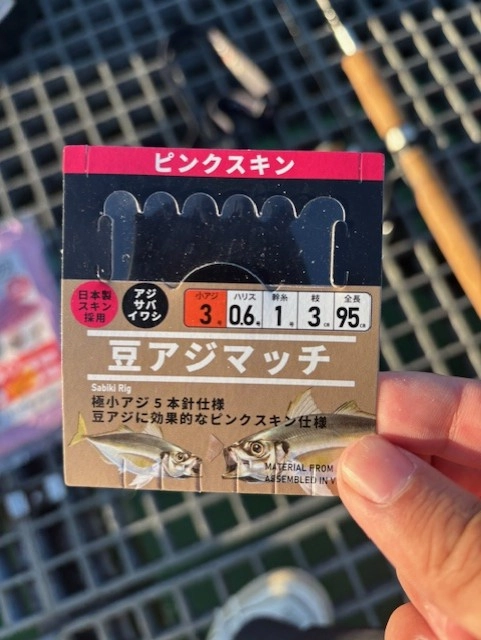 ピンクスキン
日本製
スキン
採用
アジ
サバ
イワシ
小アジ ハリス 幹糸 枝 全長
3号 0.6号 1号 3cm 95cm
豆アジマッチ
Sabiki Rig
極小アジ5本針仕様
豆アジに効果的なピンクスキン仕様
MATERIAL FROM
ASSEMBLED IN V